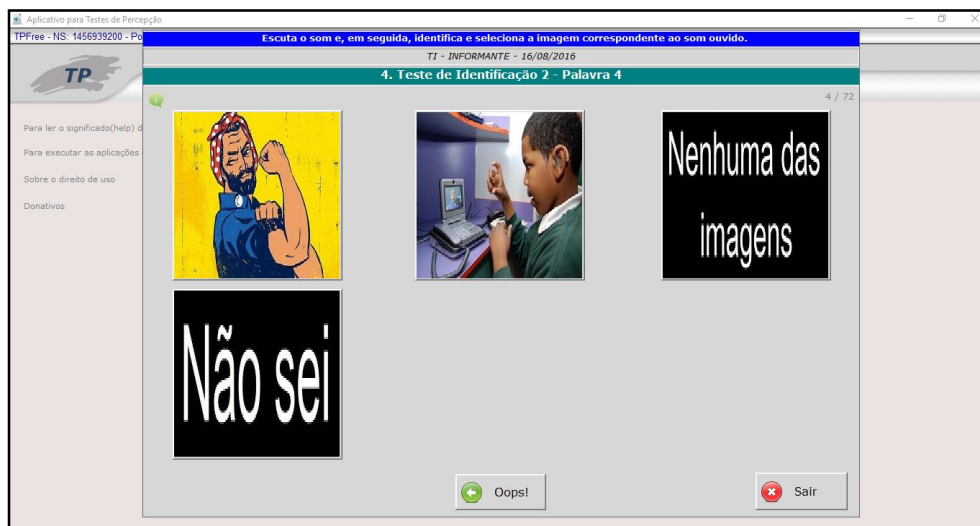 Aplicativo para Testes de Percepção
TPFree - NS: 1456939200 - Po
Escuta o som e, em seguida, identifica e seleciona a imagem correspondente ao som ouvido.
TI - INFORMANTE - 16/08/2016
4. Teste de Identificação 2 - Palavra 4
TP
4 / 72
Para ler o significado(help) d
Para executar as aplicações
Sobre o direito de uso
Donativos
Nenhuma das
imagens
Não sei
Oops!
Sair